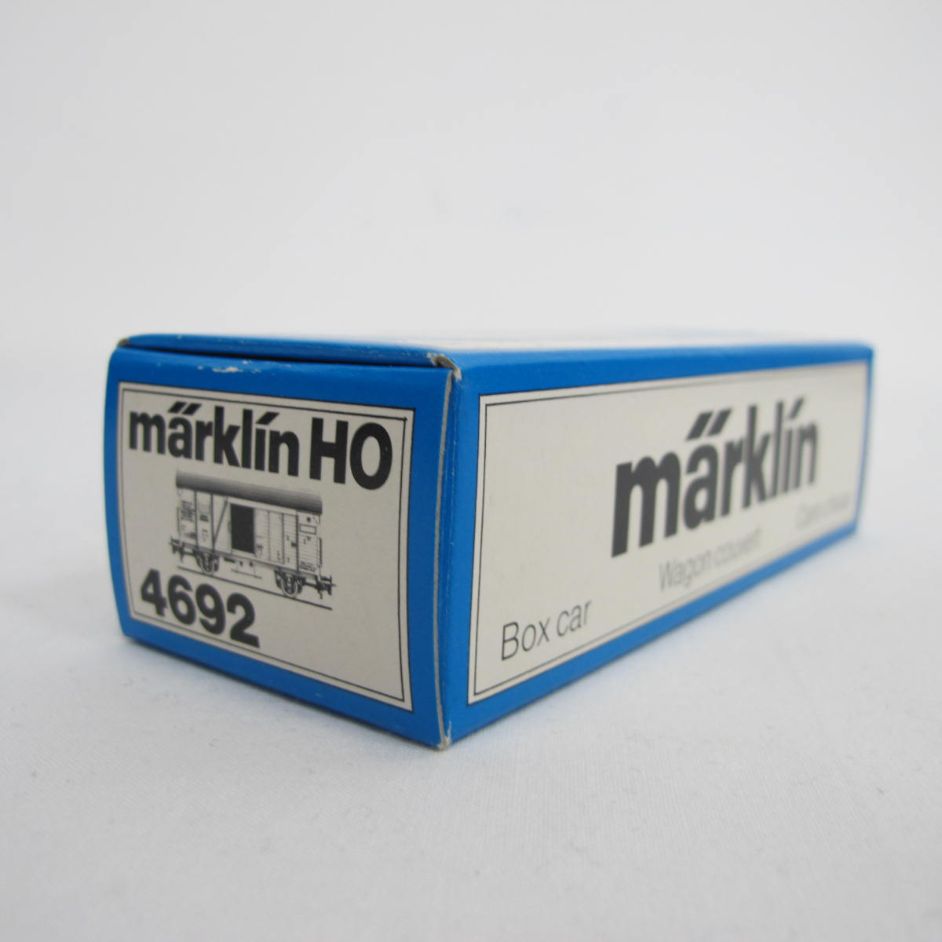 märklin HO
4692
märklin
Box car
Wagon couvert